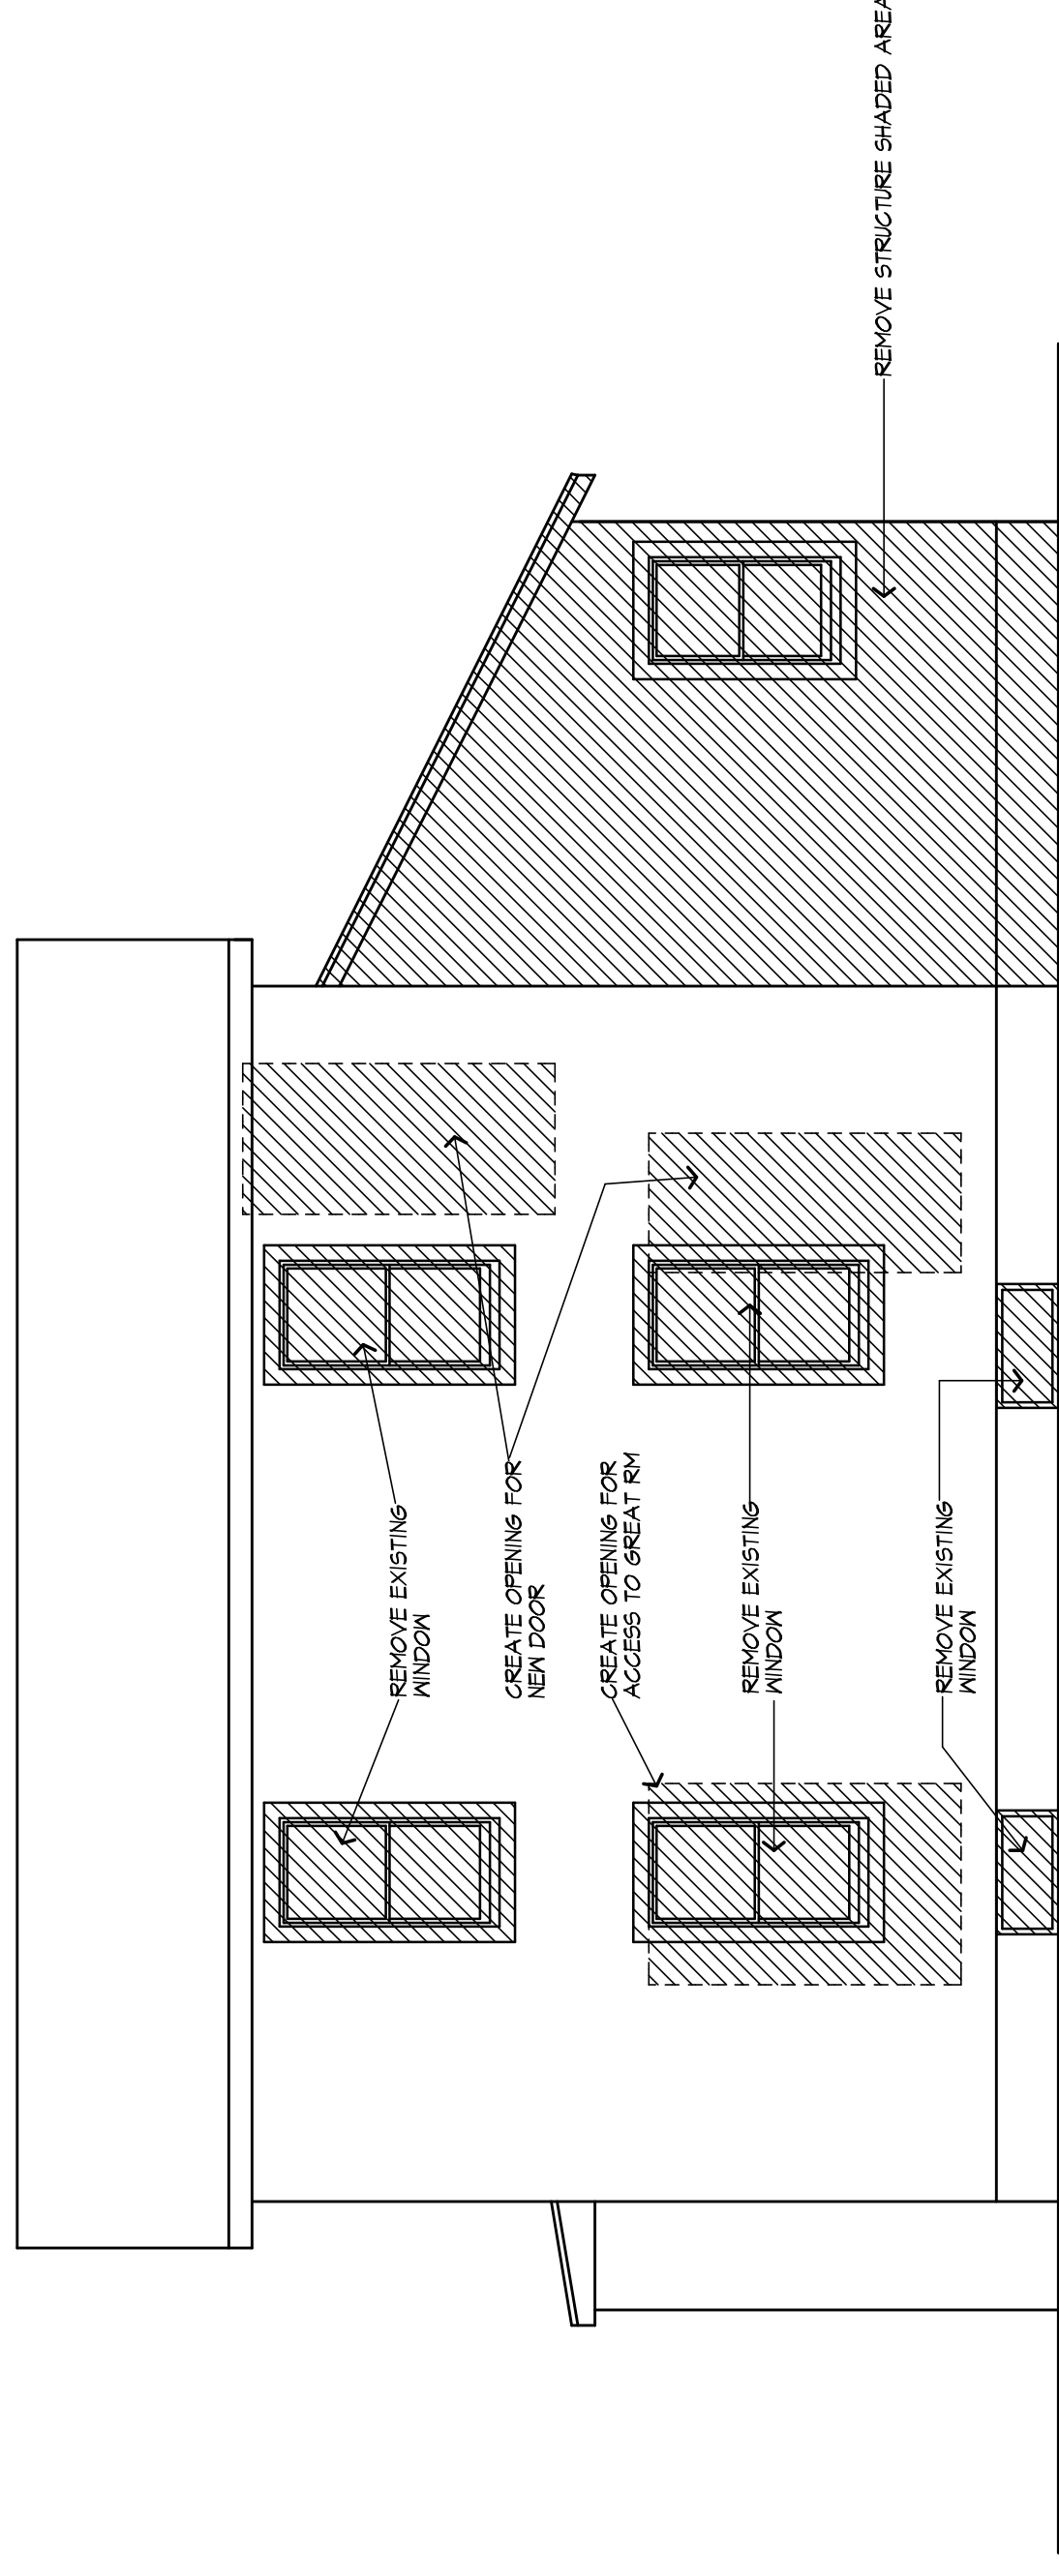 REMOVE EXISTING
WINDOW
CREATE OPENING FOR
NEW DOOR
CREATE OPENING FOR
ACCESS TO GREAT RM
REMOVE EXISTING
WINDOW
REMOVE STRUCTURE SHADED AREA
REMOVE EXISTING
WINDOW